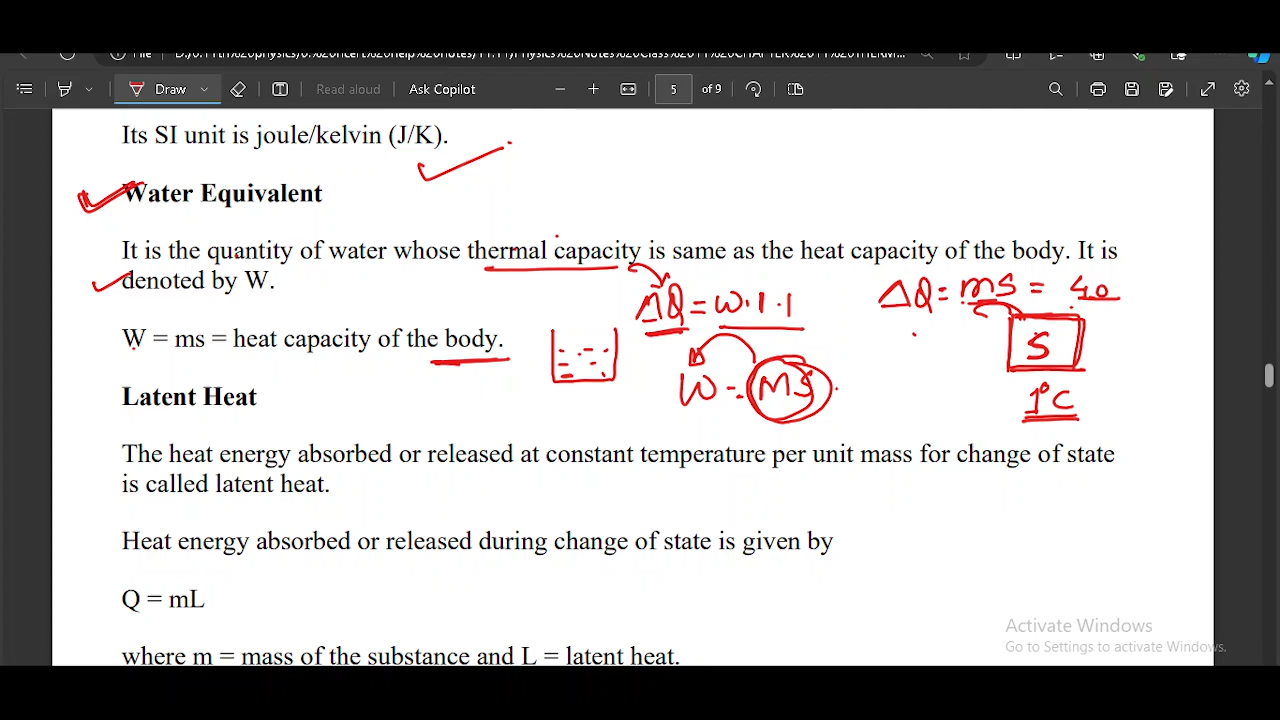 Draw
Read aloud
Ask Copilot
5
of 9
Its SI unit is joule/kelvin (J/K).
Water Equivalent
It is the quantity of water whose thermal capacity is same as the heat capacity of the body. It is
denoted by W.
ΔQ = W·1·1
ΔQ = ms = 40
W = ms = heat capacity of the body.
S
W = ms
1°C
Latent Heat
The heat energy absorbed or released at constant temperature per unit mass for change of state
is called latent heat.
Heat energy absorbed or released during change of state is given by
Q = mL
where m = mass of the substance and L = latent heat.
Activate Windows
Go to Settings to activate Windows.